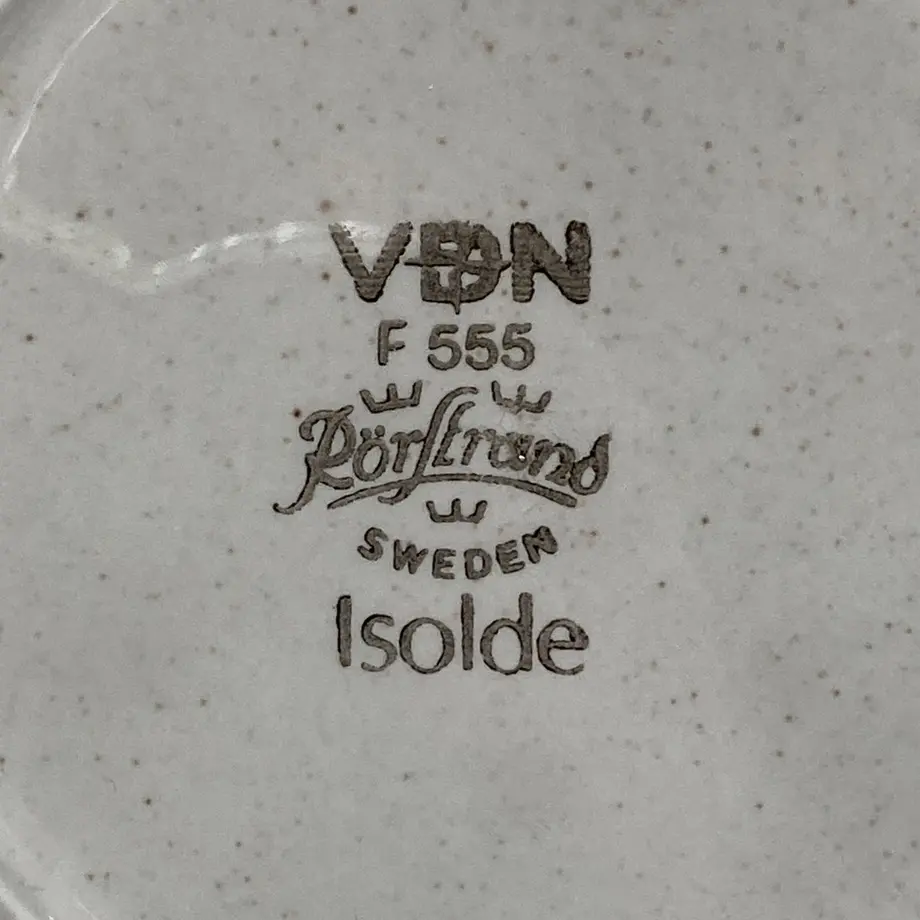 VDN
F 555
Rörstrand
SWEDEN
Isolde